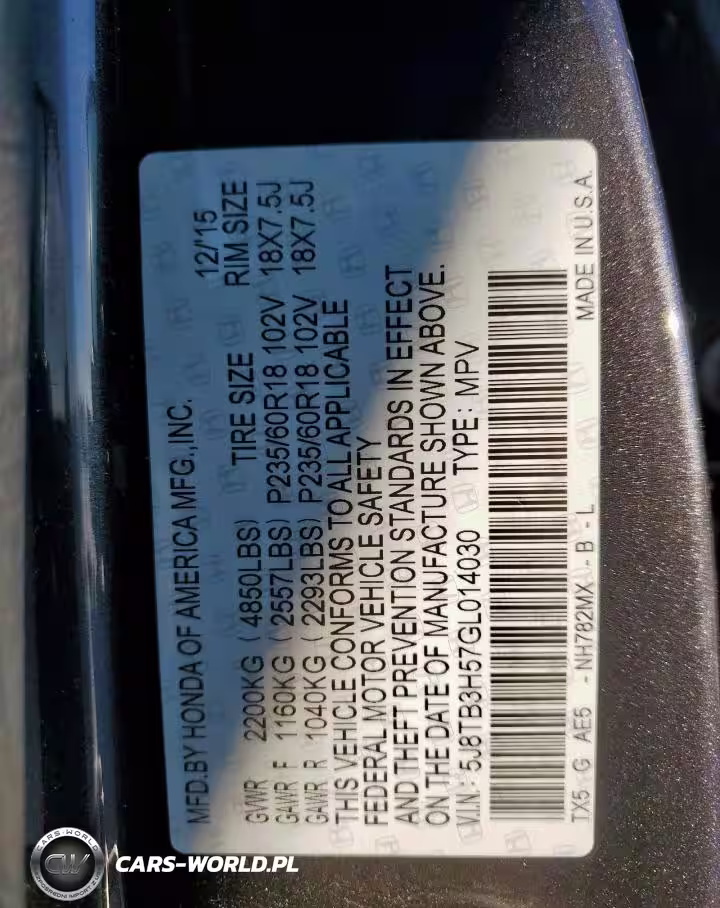 MFD.BY HONDA OF AMERICA MFG.,INC. 12/'15
GVWR 2200KG (4850LBS) TIRE SIZE RIM SIZE
GAWR F 1160KG (2557LBS) P235/60R18 102V 18X7.5J
GAWR R 1040KG (2293LBS) P235/60R18 102V 18X7.5J
THIS VEHICLE CONFORMS TO ALL APPLICABLE
FEDERAL MOTOR VEHICLE SAFETY
AND THEFT PREVENTION STANDARDS IN EFFECT
ON THE DATE OF MANUFACTURE SHOWN ABOVE.
V.I.N.: 5J8TB3H57GL014030 TYPE: MPV
TX5 G AE5 -NH782MX -B-L MADE IN U.S.A.
CARS-WORLD
CW
CARS-WORLD.PL